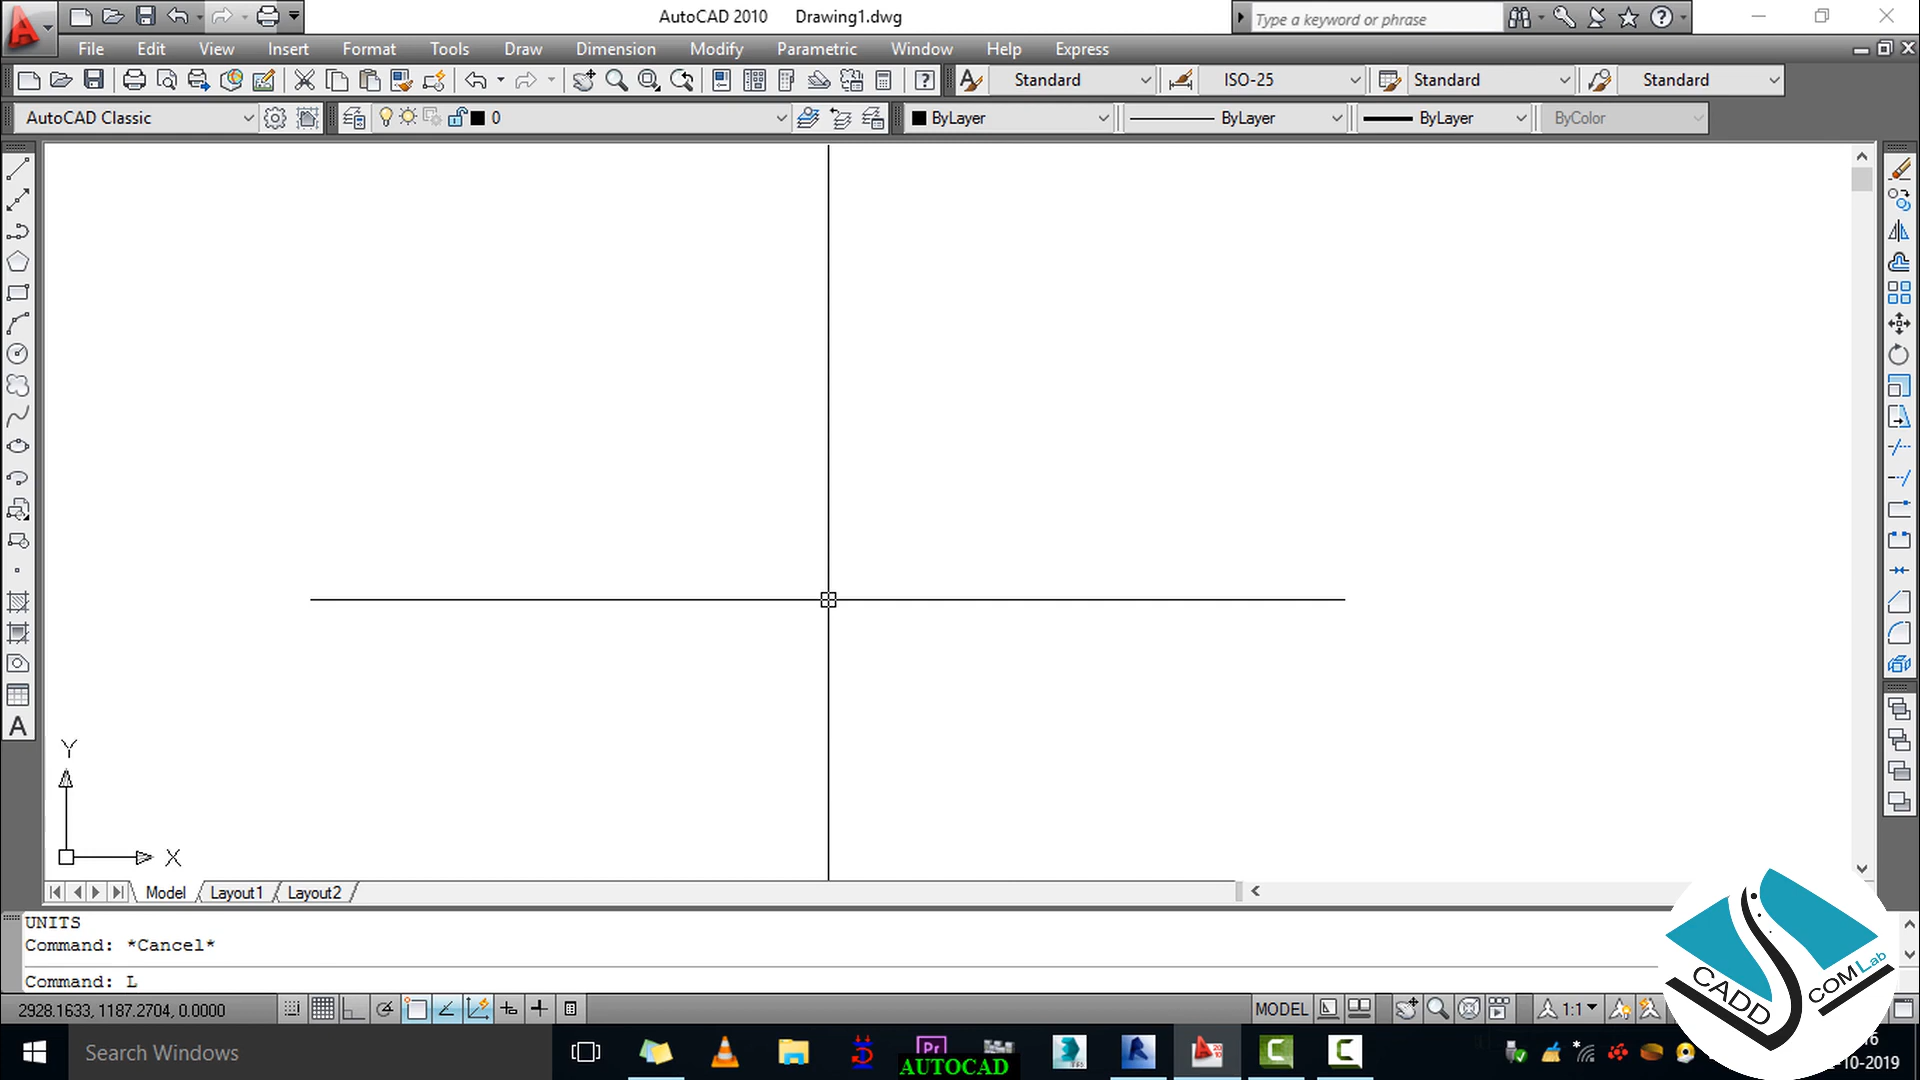 AutoCAD 2010 Drawing1.dwg
Type a keyword or phrase
File Edit View Insert Format Tools Draw Dimension Modify Parametric Window Help Express
Standard ISO-25 Standard Standard
AutoCAD Classic 0 ByLayer ByLayer ByLayer ByColor
A
Y
X
Model Layout1 Layout2
UNITS
Command: *Cancel*
Command: L
2928.1633, 1187.2704, 0.0000 MODEL 1:1
CADD
COM Lab
Search Windows
Pr
AUTOCAD
-10-2019